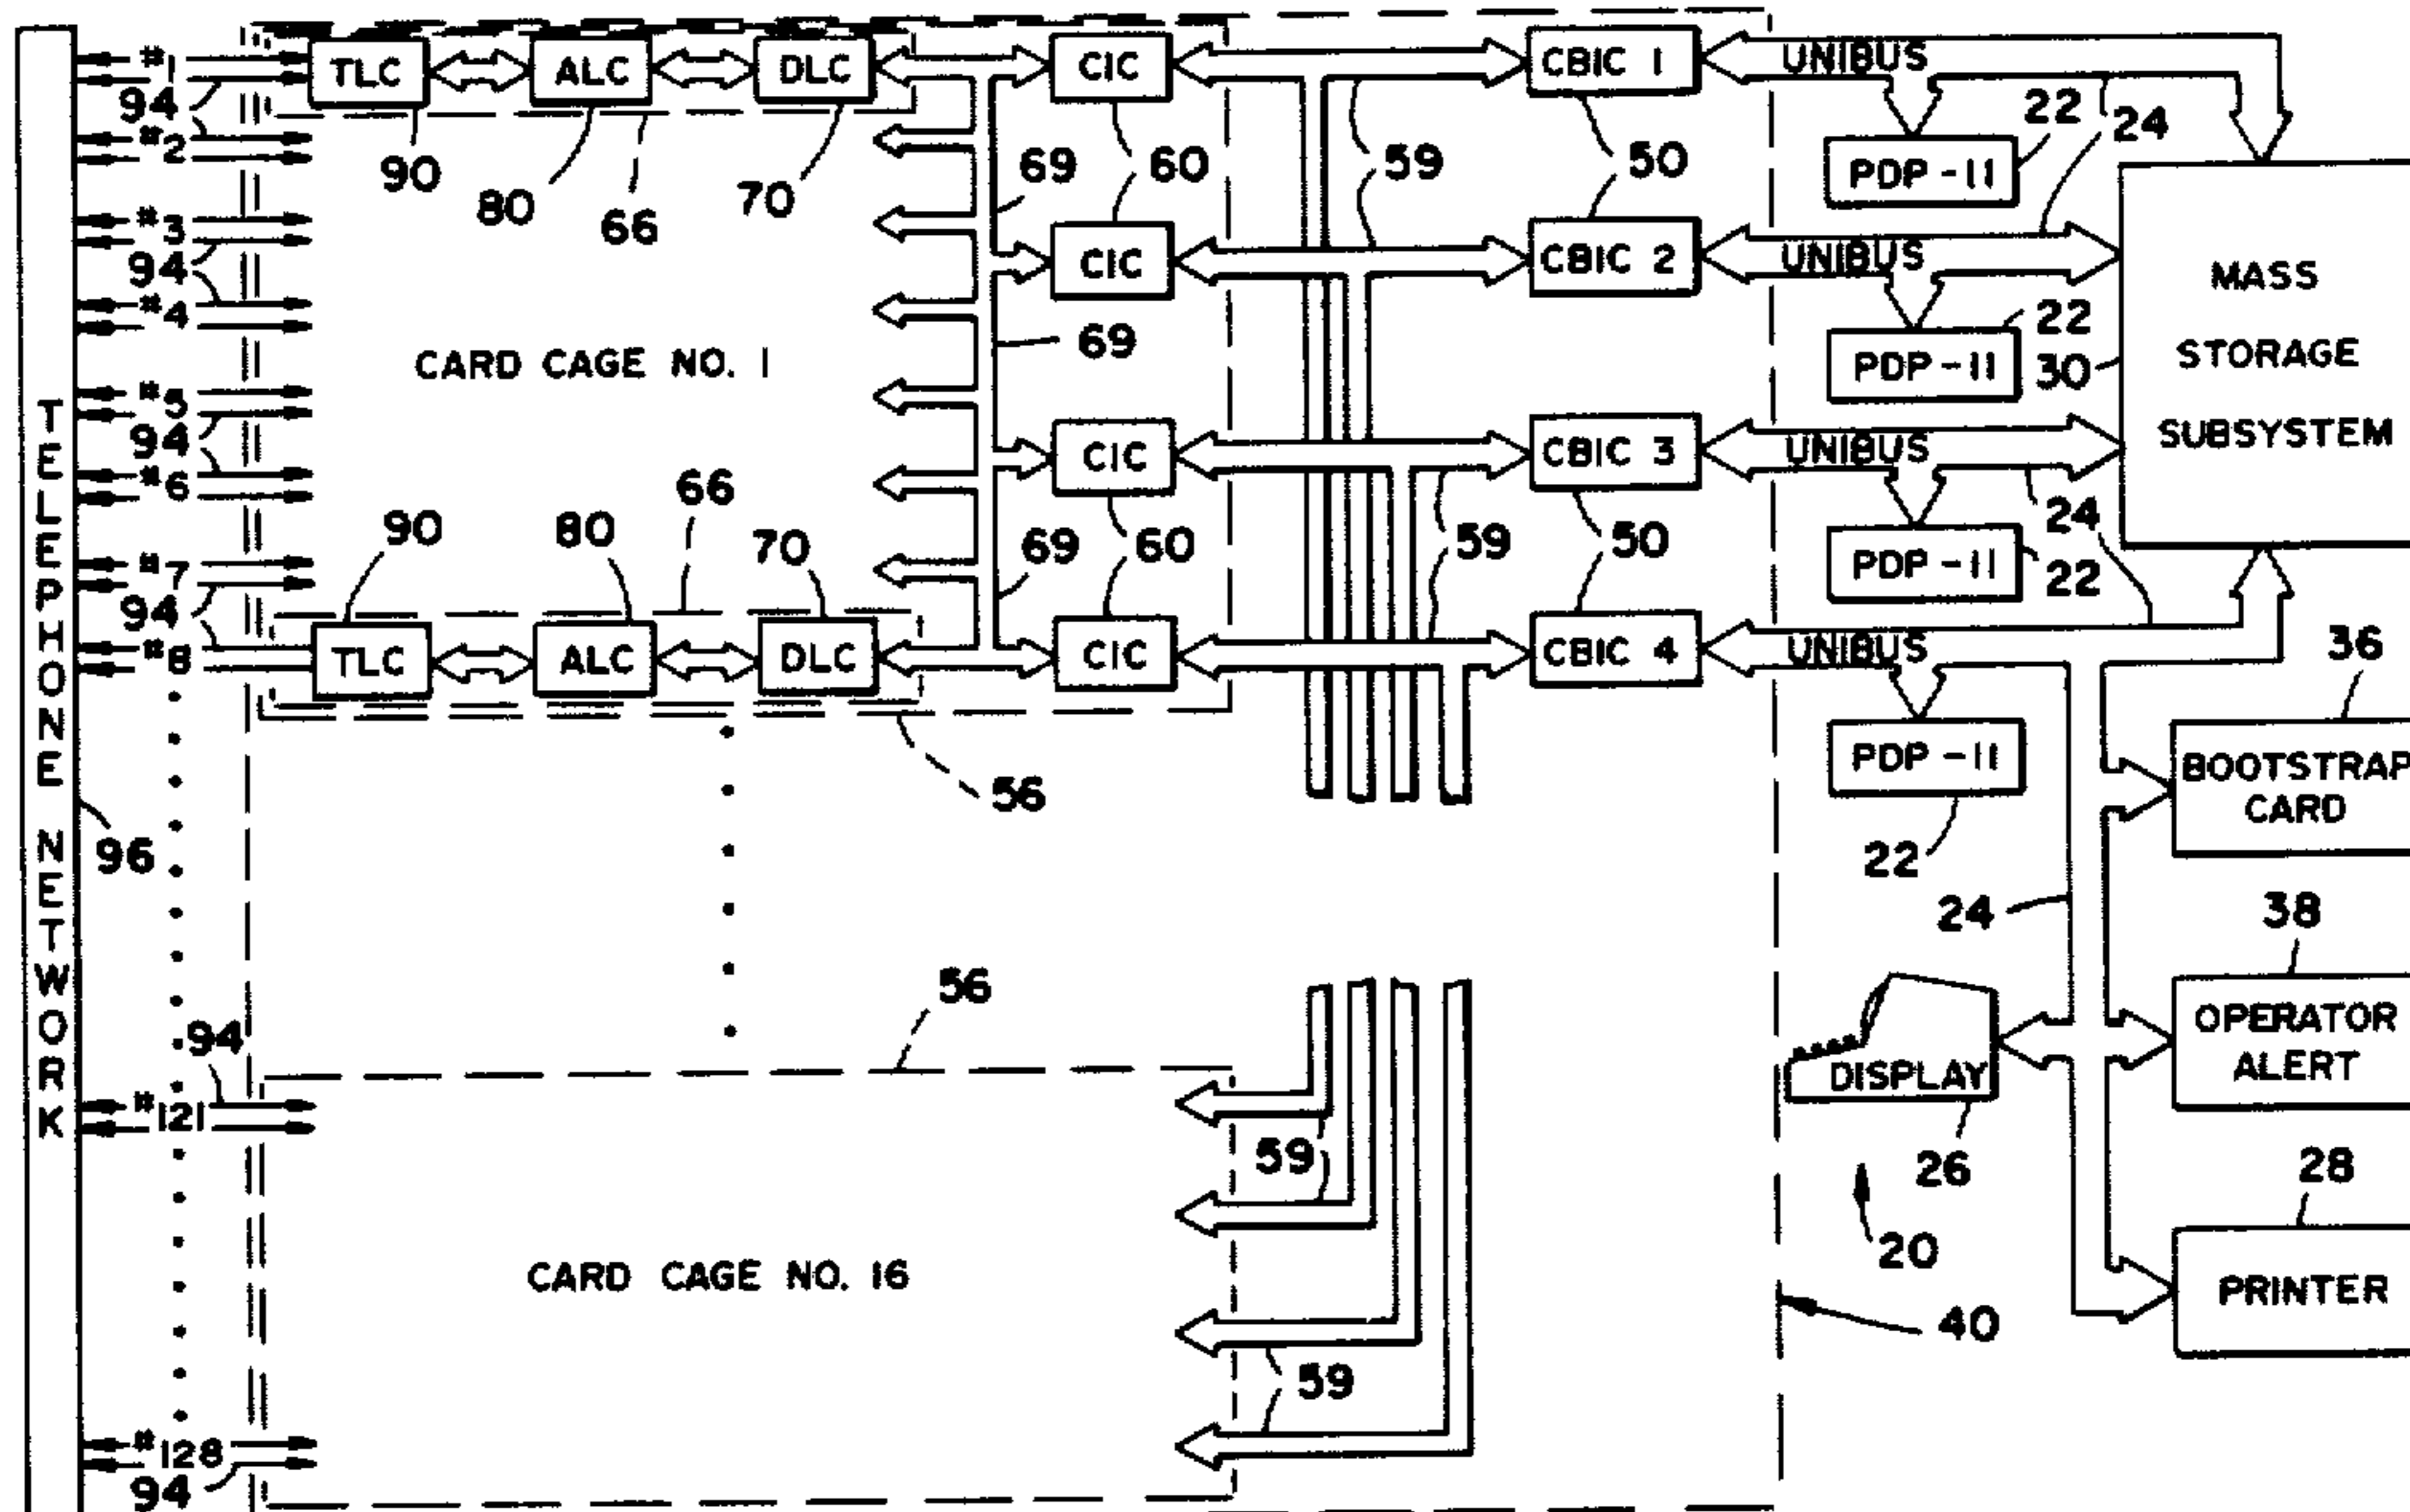 TELEPHONE NETWORK
96
#1
94
#2
#3
94
#4
#5
94
#6
#7
94
#8
94
#121
#128
94
TLC
ALC
DLC
90
80
66
70
CARD CAGE NO. 1
90
80
66
70
TLC
ALC
DLC
56
56
CARD CAGE NO. 16
CIC
69
60
CIC
69
CIC
69
60
CIC
59
59
59
59
CBIC 1
50
CBIC 2
CBIC 3
50
CBIC 4
UNIBUS
22
24
PDP-11
UNIBUS
22
PDP-11
30
UNIBUS
24
PDP-11
22
UNIBUS
PDP-11
22
24
MASS
STORAGE
SUBSYSTEM
36
BOOTSTRAP
CARD
38
OPERATOR
ALERT
DISPLAY
26
20
40
28
PRINTER